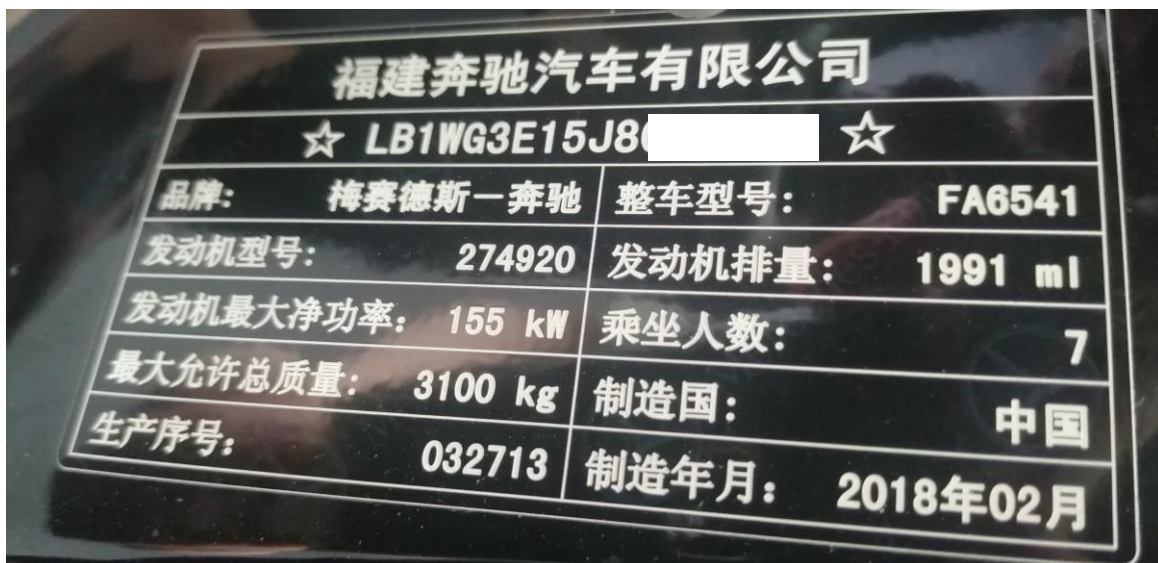 福建奔驰汽车有限公司
☆ LB1WG3E15J8 ☆
品牌: 梅赛德斯－奔驰 整车型号: FA6541
发动机型号: 274920 发动机排量: 1991 ml
发动机最大净功率: 155 kW 乘坐人数: 7
最大允许总质量: 3100 kg 制造国: 中国
生产序号: 032713 制造年月: 2018年02月